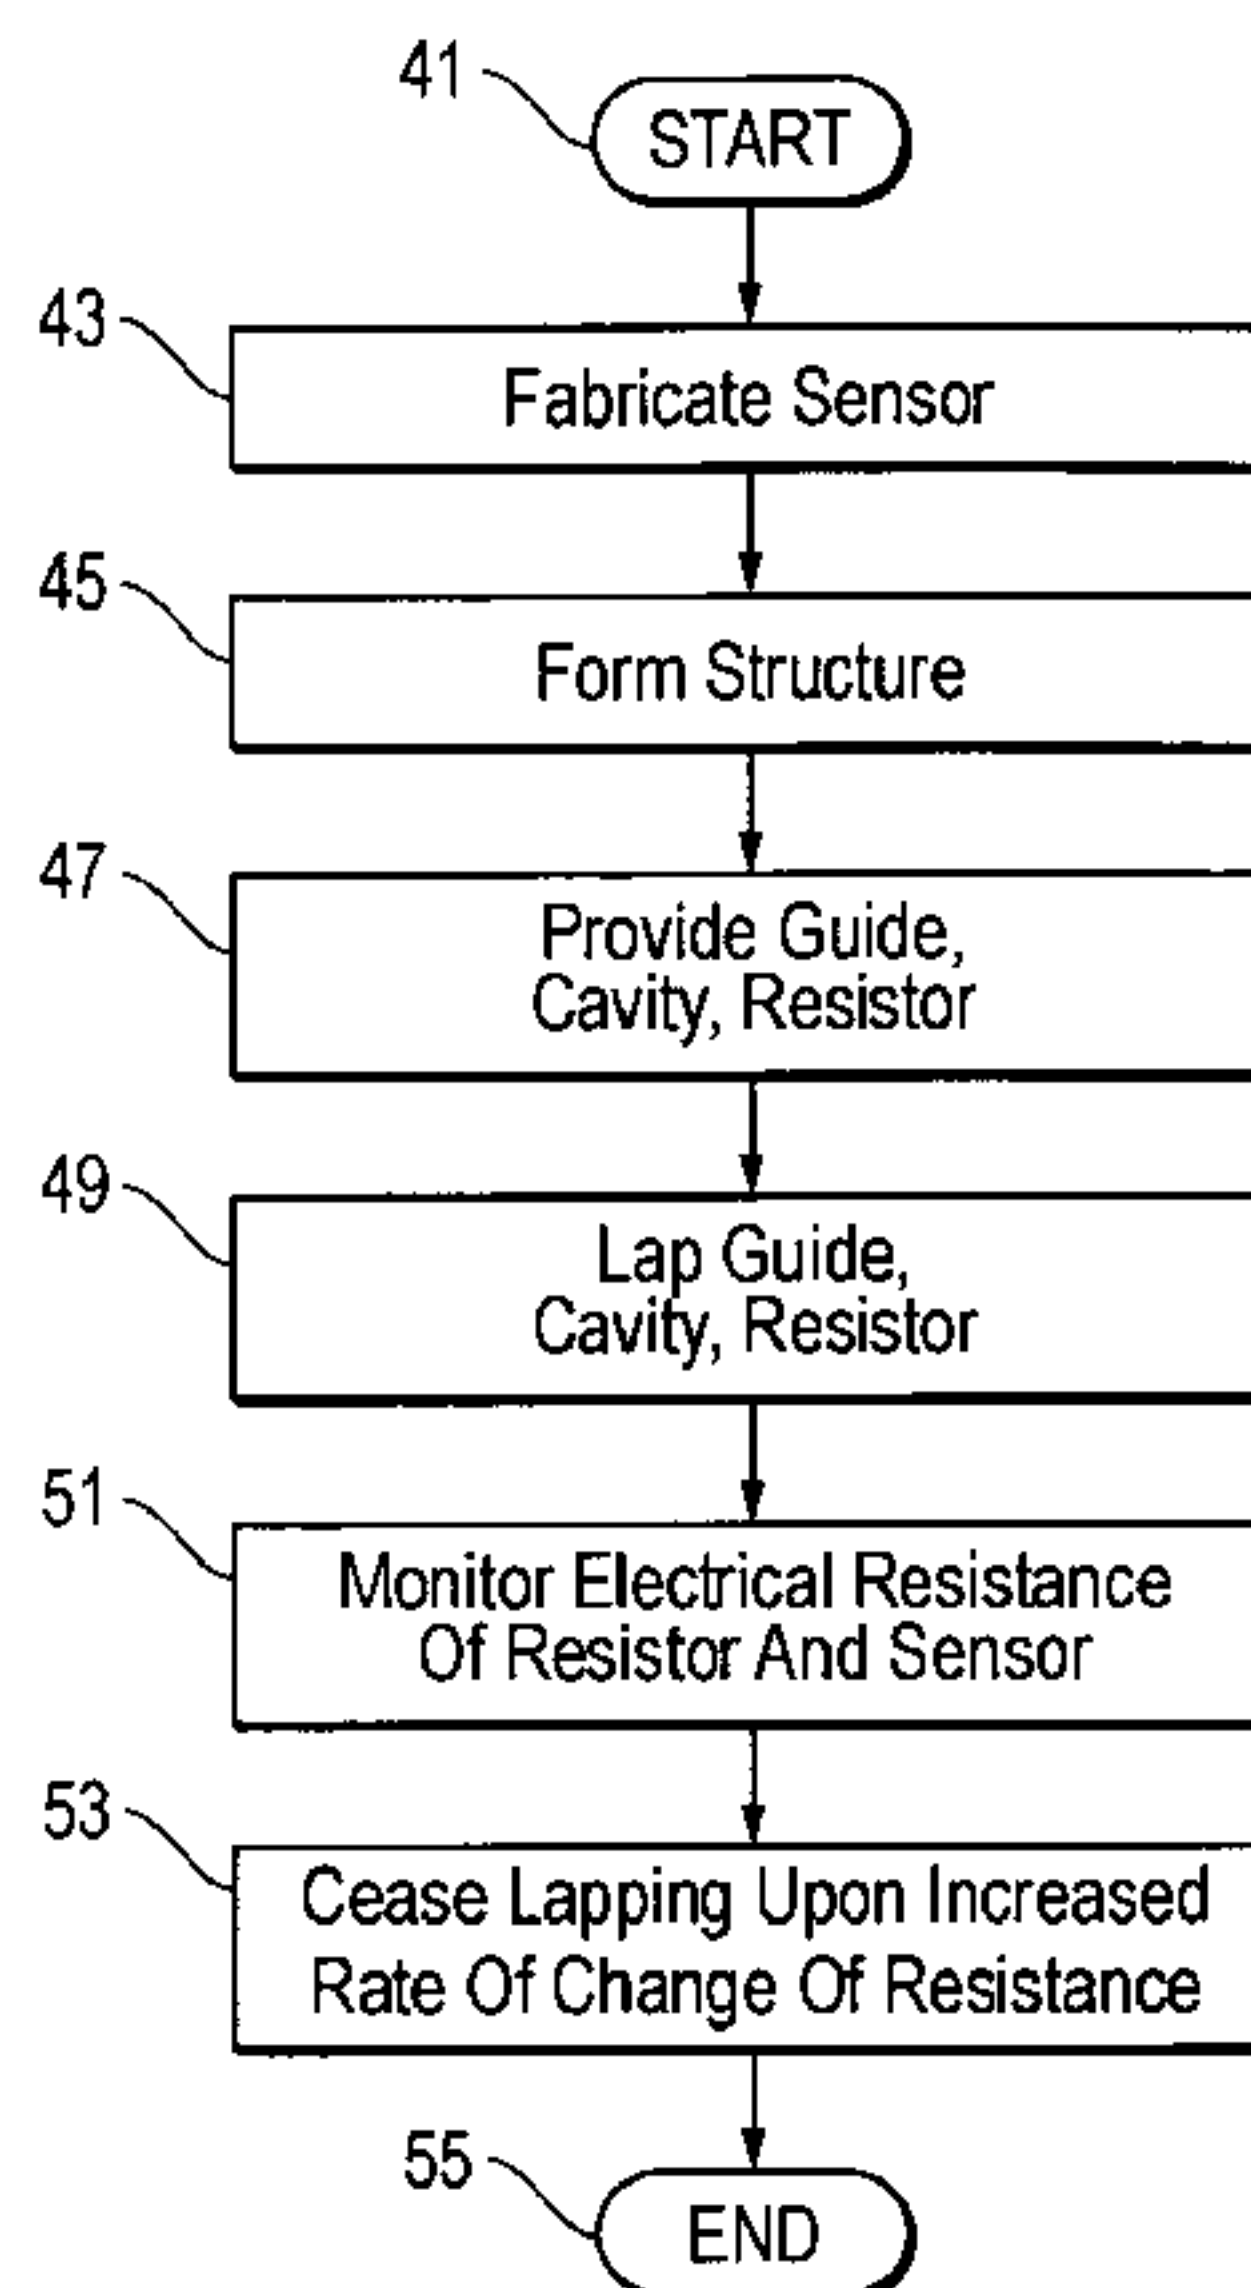 41
START
43
Fabricate Sensor
45
Form Structure
47
Provide Guide,
Cavity, Resistor
49
Lap Guide,
Cavity, Resistor
51
Monitor Electrical Resistance
Of Resistor And Sensor
53
Cease Lapping Upon Increased
Rate Of Change Of Resistance
55
END